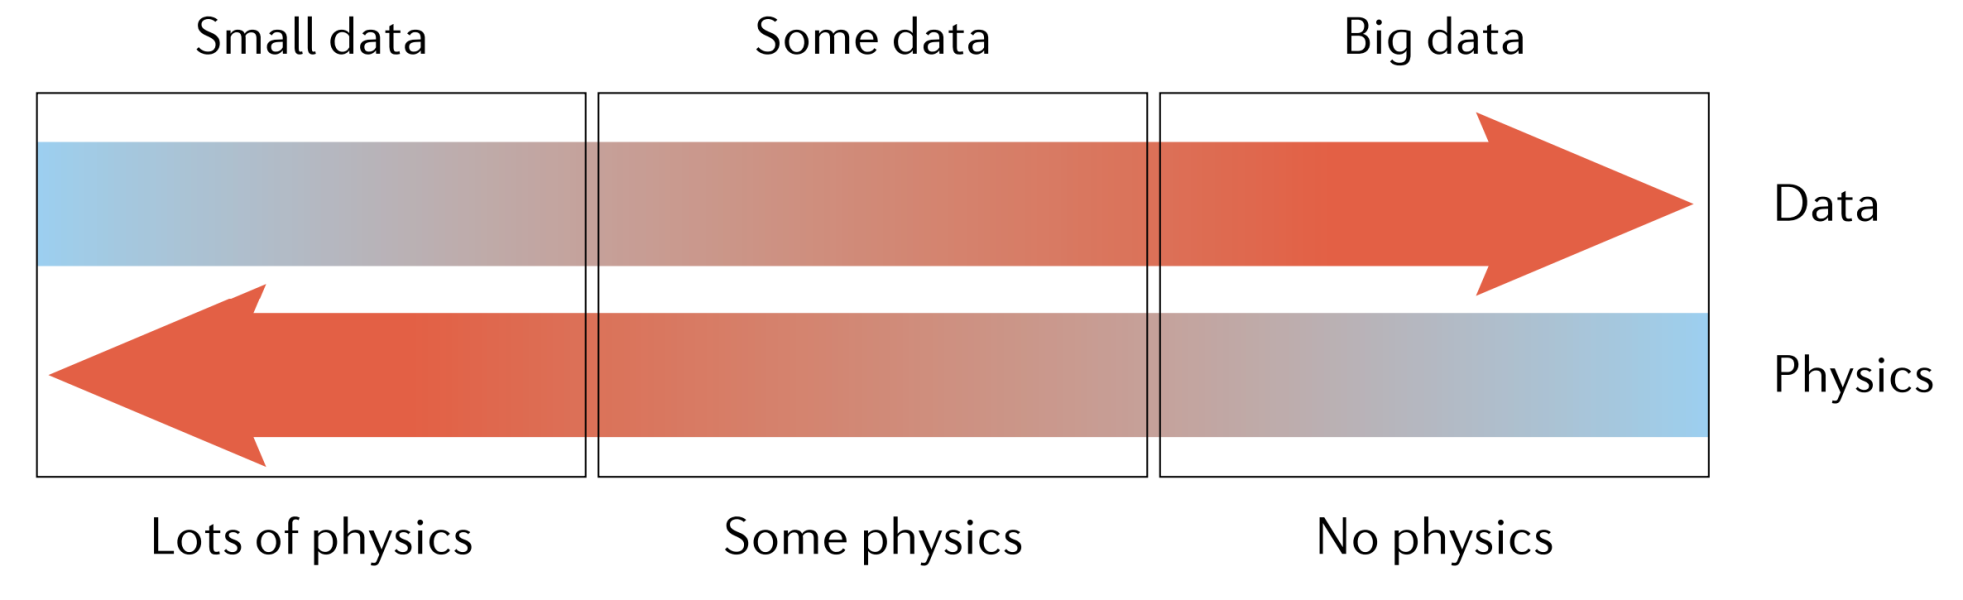 Small data
Some data
Big data
Data
Physics
Lots of physics
Some physics
No physics